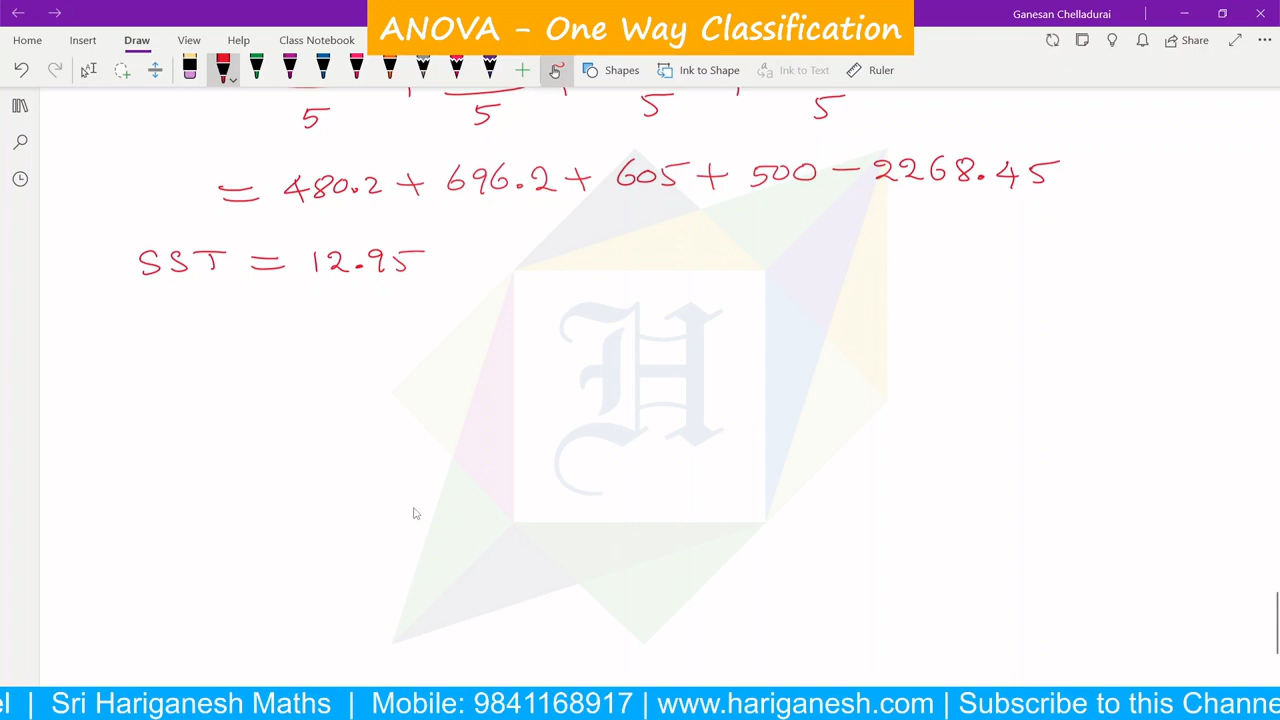 ANOVA - One Way Classification
Ganesan Chelladurai
Home Insert Draw View Help Class Notebook Share
Shapes Ink to Shape Ink to Text Ruler
5 5 5 5
= 480.2 + 696.2 + 605 + 500 - 2268.45
SST = 12.95
H
el | Sri Hariganesh Maths | Mobile: 9841168917 | www.hariganesh.com | Subscribe to this Channe